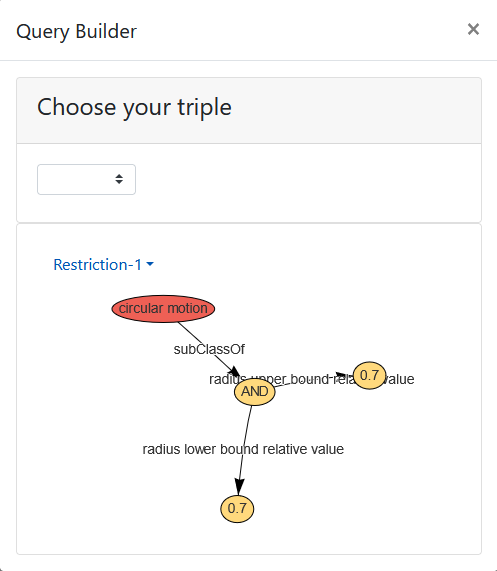 Query Builder
×
Choose your triple
Restriction-1
circular motion
subClassOf
radius upper bound relative value
0.7
AND
radius lower bound relative value
0.7